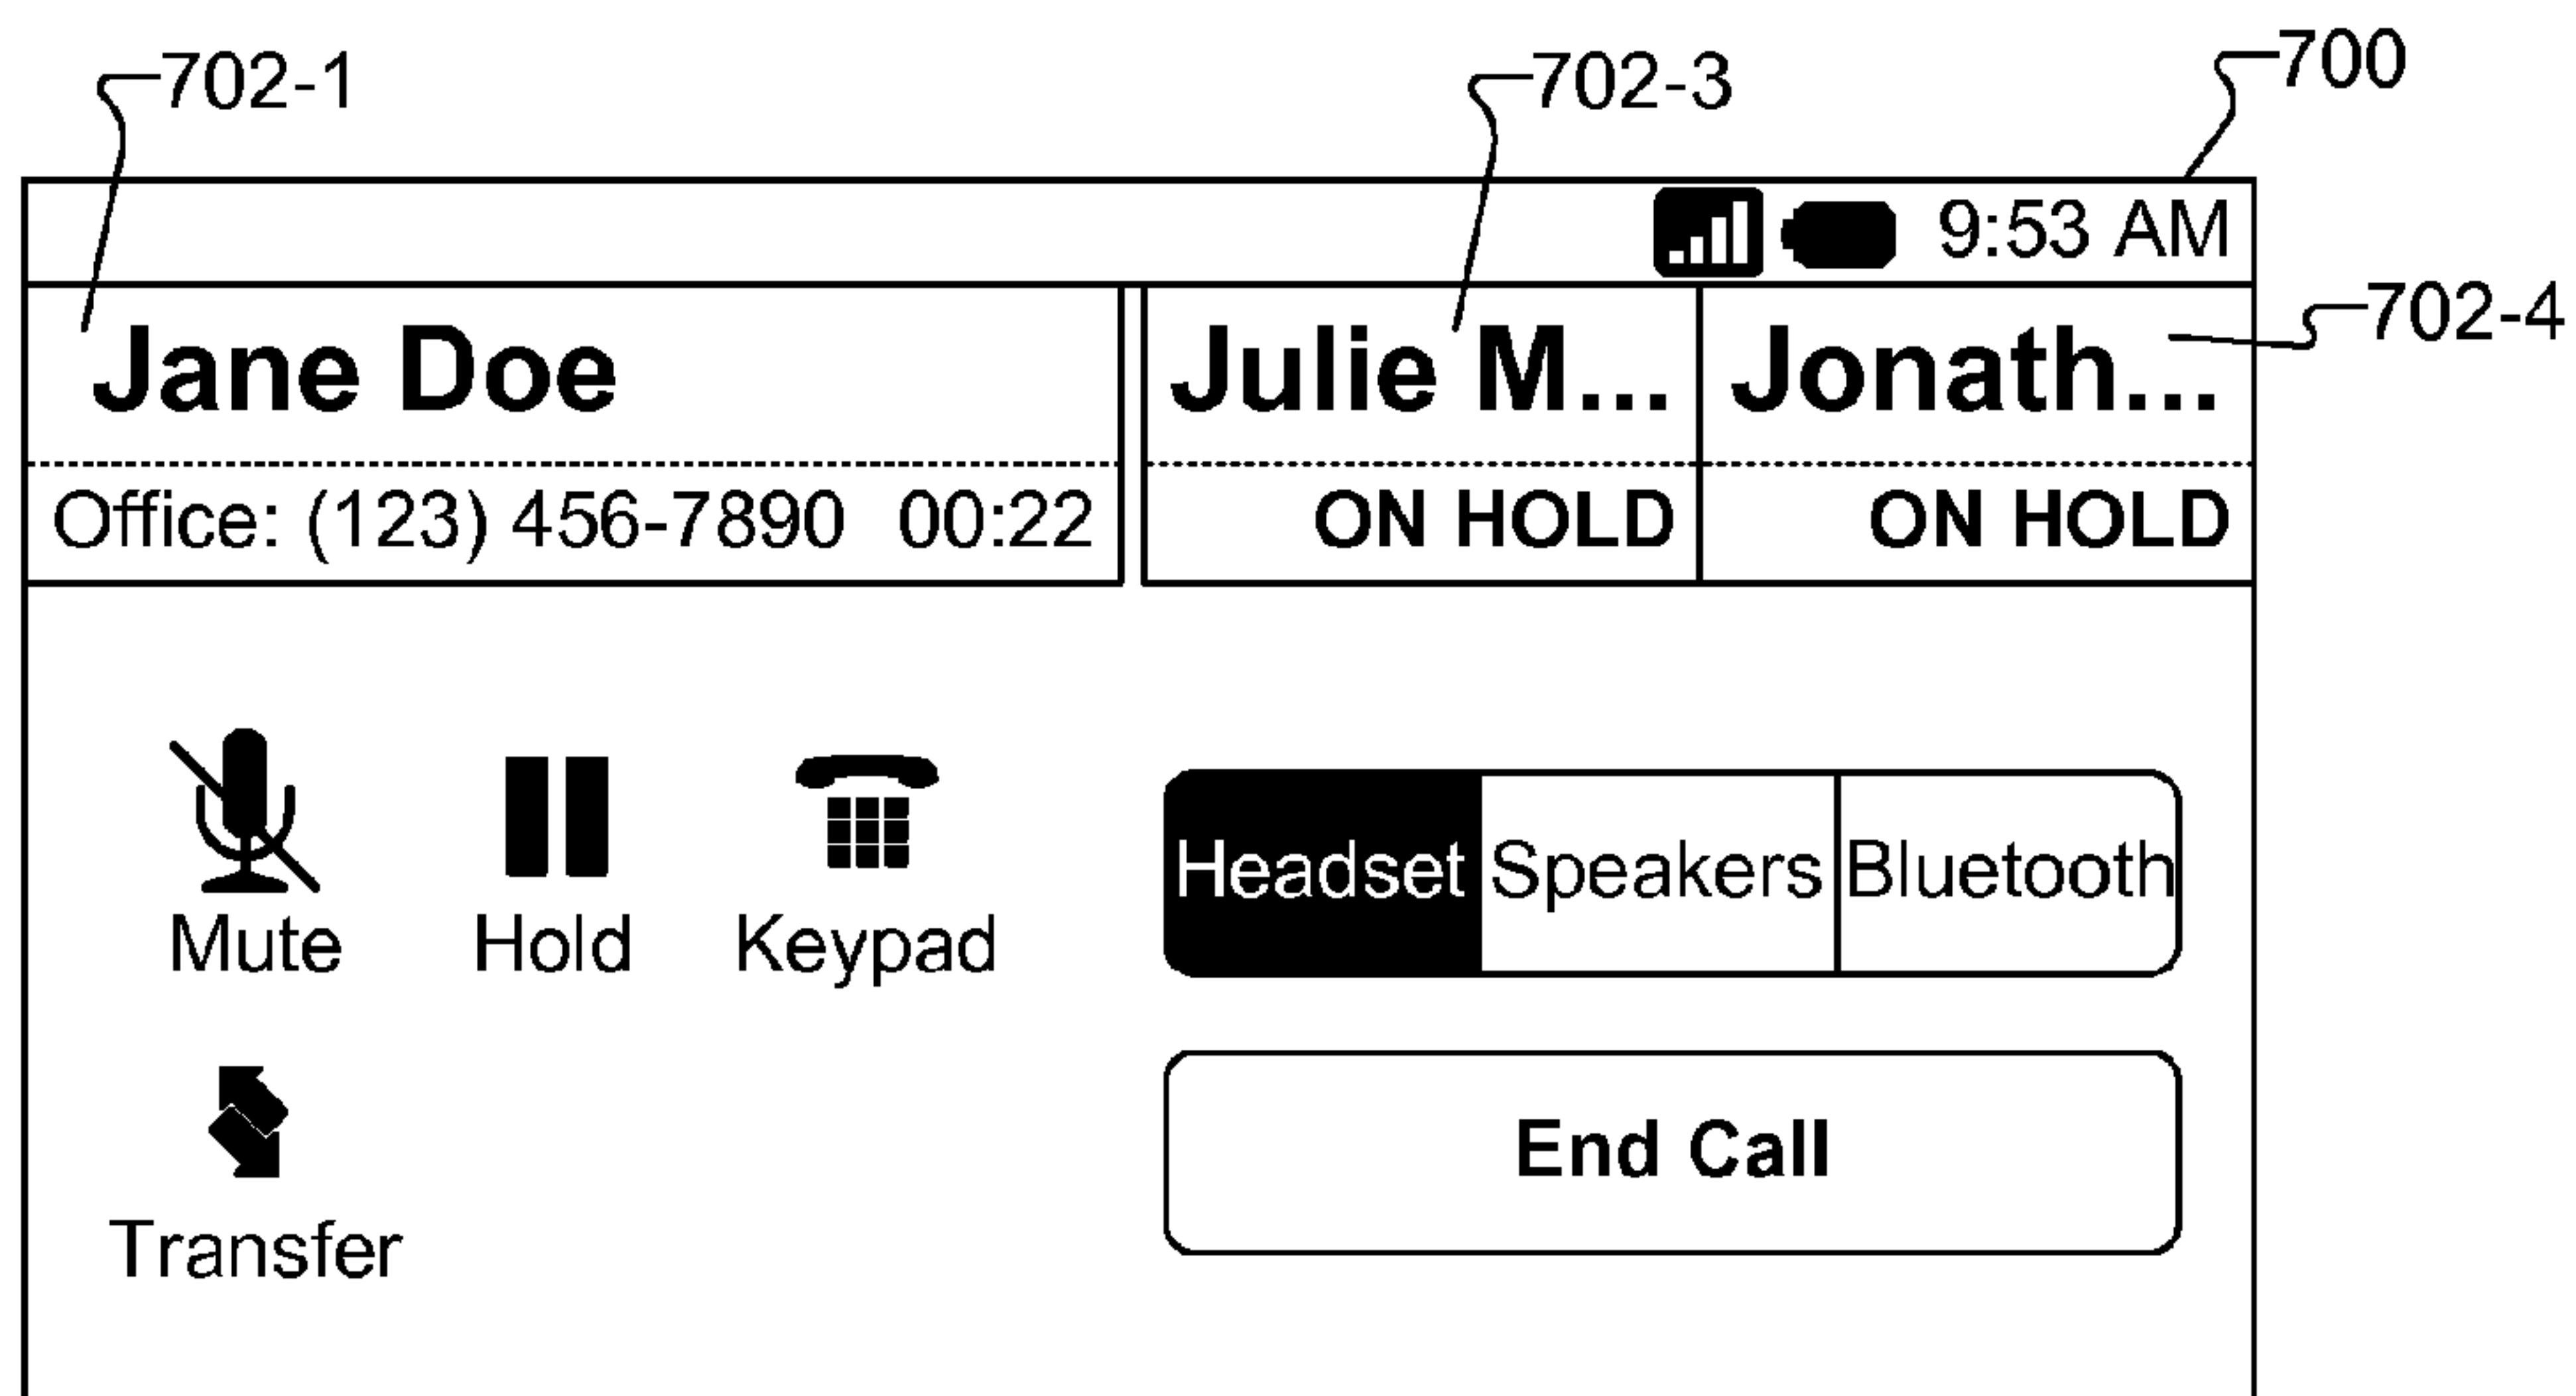 702-1
702-3
700
9:53 AM
702-4
Jane Doe
Julie M...
Jonath...
Office: (123) 456-7890 00:22
ON HOLD
ON HOLD
Mute
Hold
Keypad
Headset
Speakers
Bluetooth
Transfer
End Call